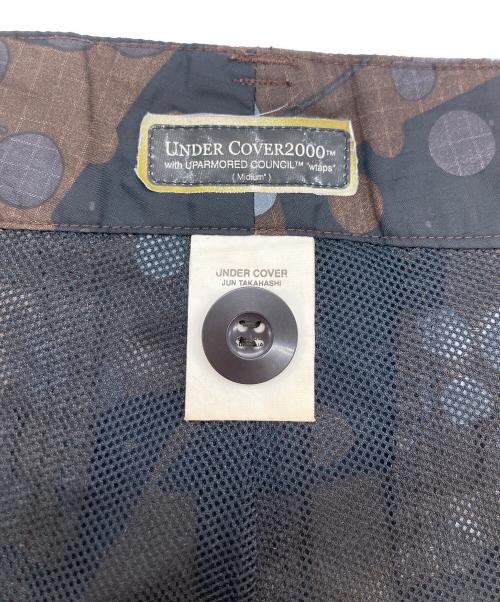 UNDER COVER2000™
with UPARMORED COUNCIL™ "wtaps"
( Midium* )
UNDER COVER
JUN TAKAHASHI